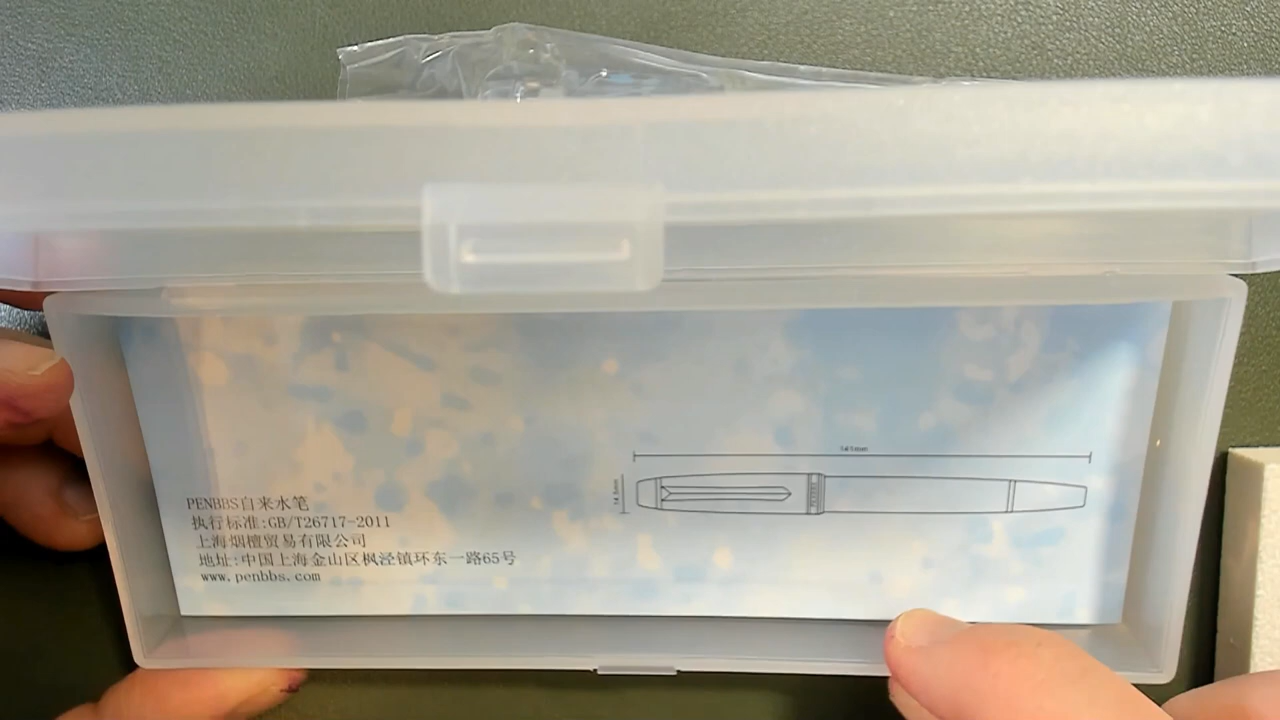 141mm
PENBBS自来水笔
执行标准:GB/T26717-2011
上海烟檀贸易有限公司
地址:中国上海金山区枫泾镇环东一路65号
www.penbbs.com